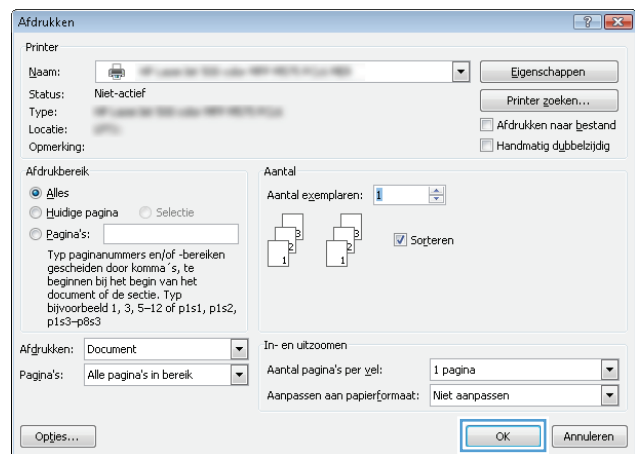 Afdrukken
Printer
Naam:
Eigenschappen
Status: Niet-actief
Printer zoeken...
Type:
Locatie:
Afdrukken naar bestand
Opmerking:
Handmatig dubbelzijdig
Afdrukbereik
Alles
Huidige pagina Selectie
Pagina's:
Typ paginanummers en/of -bereiken
gescheiden door komma´s, te
beginnen bij het begin van het
document of de sectie. Typ
bijvoorbeeld 1, 3, 5–12 of p1s1, p1s2,
p1s3–p8s3
Aantal
Aantal exemplaren: 1
3 3
2 2
1 1
Sorteren
Afdrukken: Document
Pagina's: Alle pagina's in bereik
In- en uitzoomen
Aantal pagina's per vel: 1 pagina
Aanpassen aan papierformaat: Niet aanpassen
Opties...
OK
Annuleren